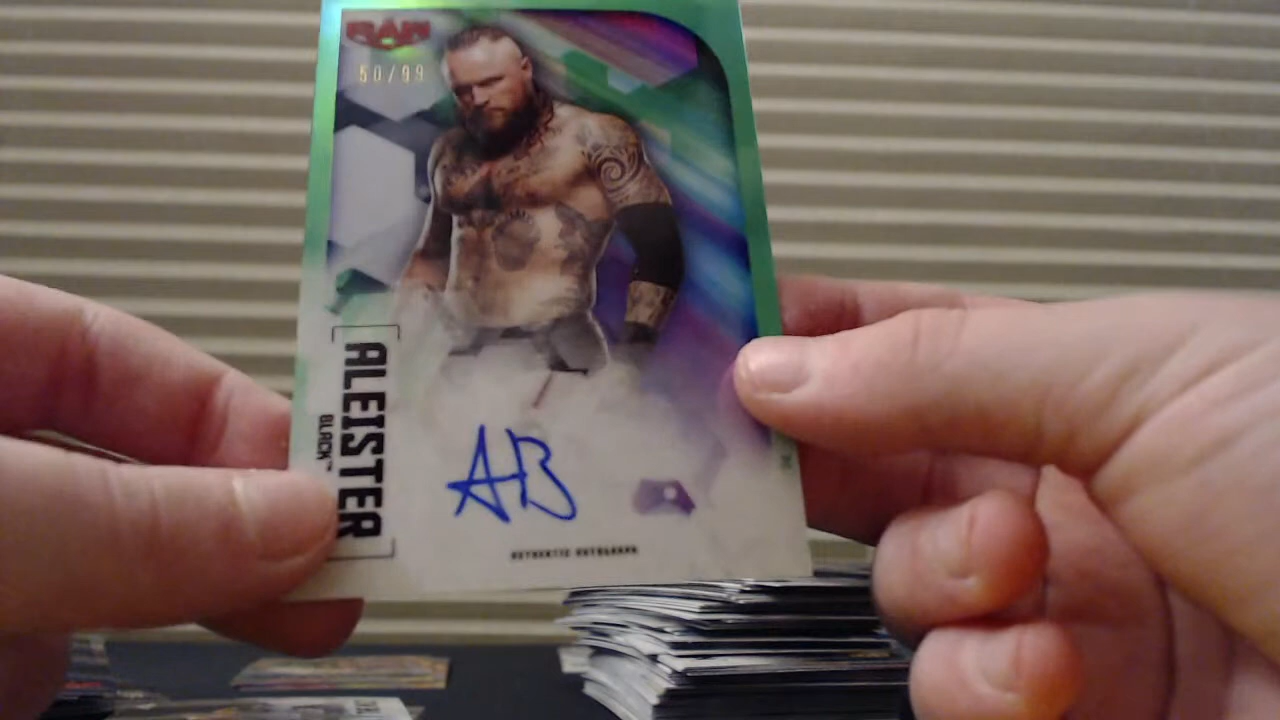 RAW
50/99
ALEISTER
BLACK™
AB
AUTHENTIC AUTOGRAPH